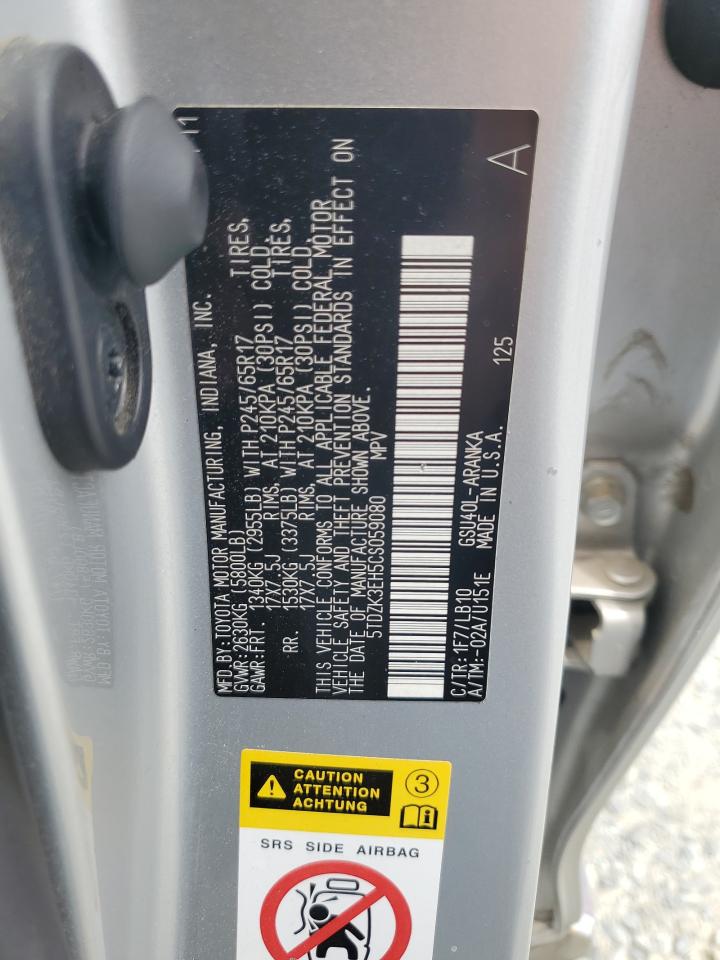 11
MFD.BY:TOYOTA MOTOR MANUFACTURING, INDIANA, INC.
GVWR:2630KG (5800LB)
GAWR:FRT. 1340KG (2955LB) WITH P245/65R17 TIRES,
17X7.5J RIMS, AT 210KPA (30PSI) COLD.
RR. 1530KG (3375LB) WITH P245/65R17 TIRES,
17X7.5J RIMS, AT 210KPA (30PSI) COLD.
THIS VEHICLE CONFORMS TO ALL APPLICABLE FEDERAL MOTOR
VEHICLE SAFETY AND THEFT PREVENTION STANDARDS IN EFFECT ON
THE DATE OF MANUFACTURE SHOWN ABOVE.
5TDZK3EH5CS059080 MPV
A
C/TR:1F7/LB10 GSU40L-ARANKA 125
A/TM:-02A/U151E MADE IN U.S.A.
CAUTION
ATTENTION
ACHTUNG
3
SRS SIDE AIRBAG